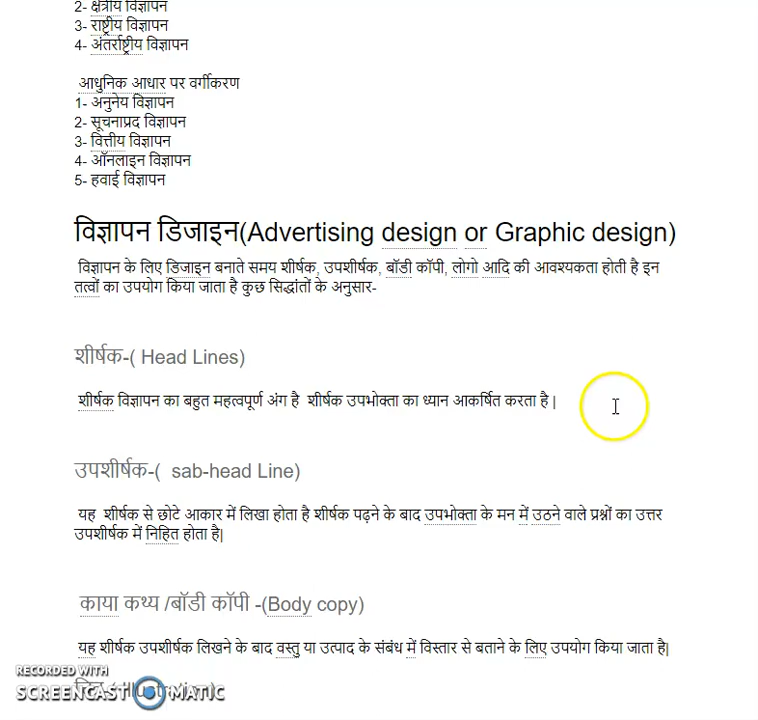 2- क्षेत्रीय विज्ञापन
3- राष्ट्रीय विज्ञापन
4- अंतर्राष्ट्रीय विज्ञापन
आधुनिक आधार पर वर्गीकरण
1- अनुनेय विज्ञापन
2- सूचनाप्रद विज्ञापन
3- वित्तीय विज्ञापन
4- ऑनलाइन विज्ञापन
5- हवाई विज्ञापन
विज्ञापन डिजाइन(Advertising design or Graphic design)
विज्ञापन के लिए डिजाइन बनाते समय शीर्षक, उपशीर्षक, बॉडी कॉपी, लोगो आदि की आवश्यकता होती है इन
तत्वों का उपयोग किया जाता है कुछ सिद्धांतों के अनुसार-
शीर्षक-( Head Lines)
शीर्षक विज्ञापन का बहुत महत्वपूर्ण अंग है शीर्षक उपभोक्ता का ध्यान आकर्षित करता है |
उपशीर्षक-( sab-head Line)
यह शीर्षक से छोटे आकार में लिखा होता है शीर्षक पढ़ने के बाद उपभोक्ता के मन में उठने वाले प्रश्नों का उत्तर
उपशीर्षक में निहित होता है|
काया कथ्य /बॉडी कॉपी -(Body copy)
यह शीर्षक उपशीर्षक लिखने के बाद वस्तु या उत्पाद के संबंध में विस्तार से बताने के लिए उपयोग किया जाता है|
RECORDED WITH
SCREENCAST MATIC